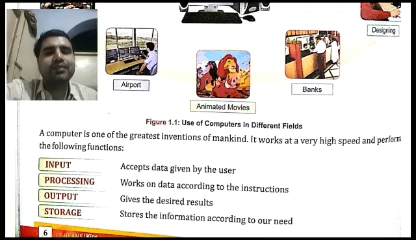 Designing
Airport
Animated Movies
Banks
Figure 1.1: Use of Computers in Different Fields
A computer is one of the greatest inventions of mankind. It works at a very high speed and perform
the following functions:
INPUT Accepts data given by the user
PROCESSING Works on data according to the instructions
OUTPUT Gives the desired results
STORAGE Stores the information according to our need
6